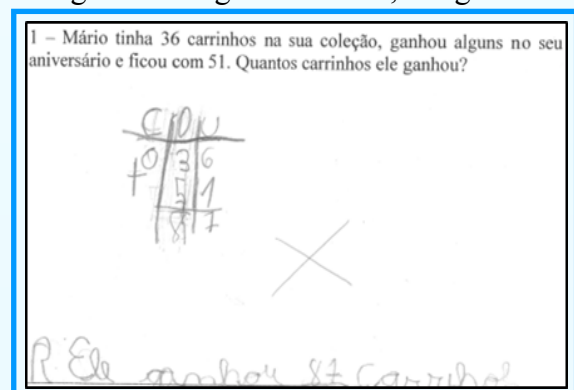 1 – Mário tinha 36 carrinhos na sua coleção, ganhou alguns no seu
aniversário e ficou com 51. Quantos carrinhos ele ganhou?
C D U
0 3 6
+ 5 1
8 7
R: Ele ganhou 87 carrihos